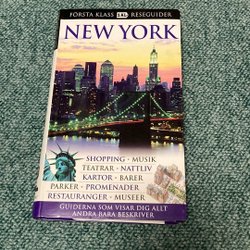 FÖRSTA KLASS RESEGUIDER
NEW YORK
SHOPPING · MUSIK
TEATRAR · NATTLIV
KARTOR · BARER
PARKER · PROMENADER
RESTAURANGER · MUSEER
GUIDERNA SOM VISAR DIG ALLT
ANDRA BARA BESKRIVER